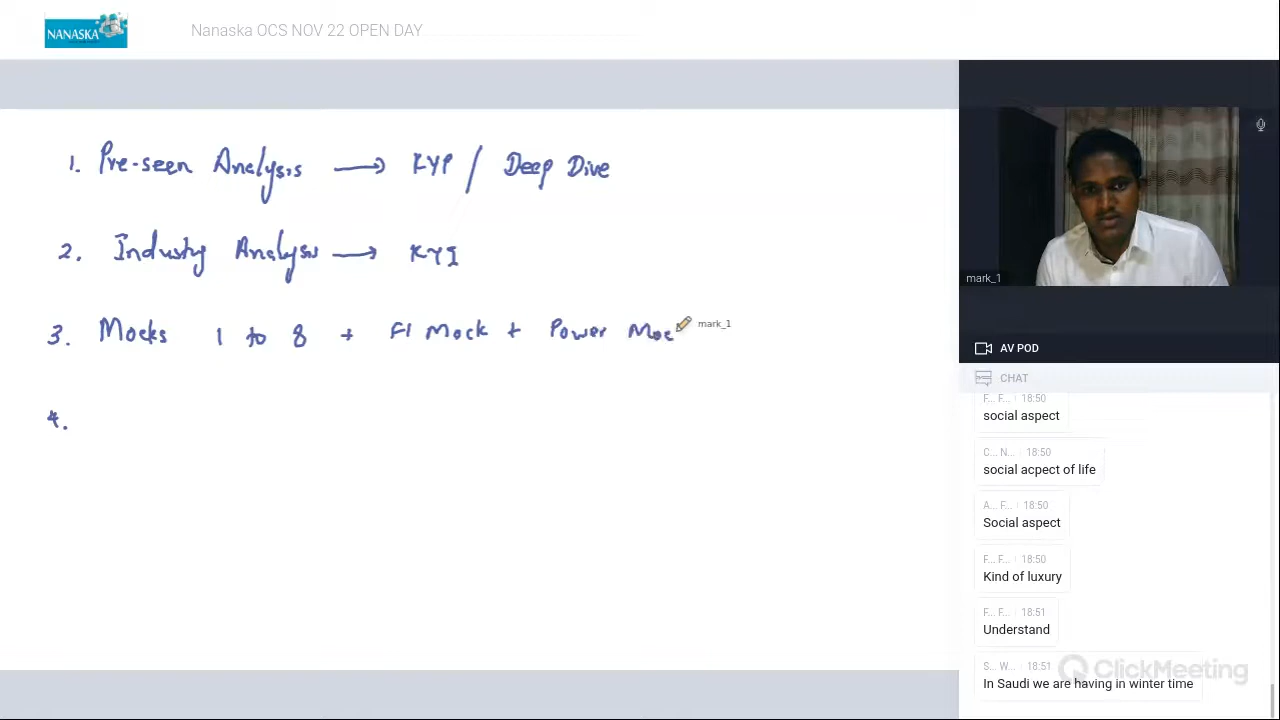 NANASKA
Nanaska OCS NOV 22 OPEN DAY
1. Pre-seen Analysis → KYP / Deep Dive
2. Industry Analysis → KYI
3. Mocks 1 to 8 + F1 Mock + Power Moc
mark_1
4.
mark_1
AV POD
CHAT
F... F... 18:50
social aspect
C... N... 18:50
social acpect of life
A... F... 18:50
Social aspect
F... F... 18:50
Kind of luxury
F... F... 18:51
Understand
S... W... 18:51
In Saudi we are having in winter time
ClickMeeting